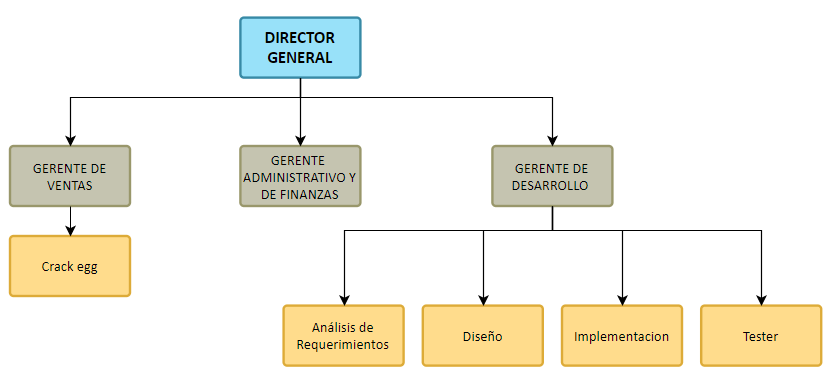 DIRECTOR
GENERAL
GERENTE DE
VENTAS
GERENTE
ADMINISTRATIVO Y
DE FINANZAS
GERENTE DE
DESARROLLO
Crack egg
Análisis de
Requerimientos
Diseño
Implementacion
Tester